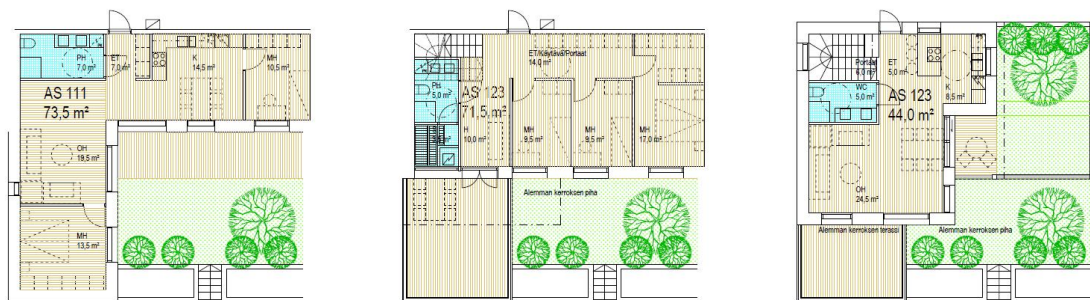 PH
7,0 m²
ET
7,0 m²
K
14,5 m²
MH
10,5 m²
AS 111
73,5 m²
OH
19,5 m²
MH
13,5 m²
ET/Käytävä/Portaat
14,0 m²
PH
5,0 m²
AS 123
71,5 m²
H
10,0 m²
MH
9,5 m²
MH
9,5 m²
MH
17,0 m²
Alemman kerroksen piha
Portaat
6,0 m²
ET
5,0 m²
WC
5,0 m²
K
8,5 m²
AS 123
44,0 m²
OH
24,5 m²
Alemman kerroksen terassi
Alemman kerroksen piha